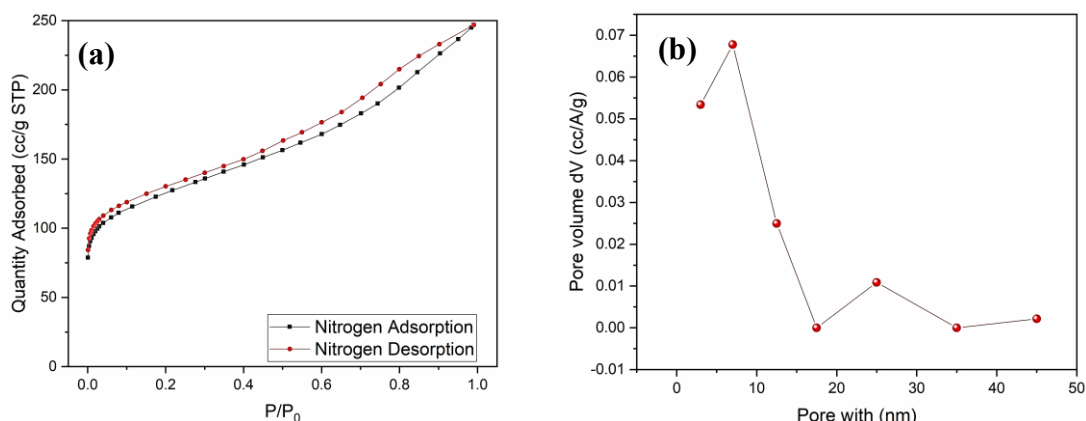 (a)
Quantity Adsorbed (cc/g STP)
250
200
150
100
50
0
0.0 0.2 0.4 0.6 0.8 1.0
P/P₀
Nitrogen Adsorption
Nitrogen Desorption
(b)
Pore volume dV (cc/A/g)
0.07
0.06
0.05
0.04
0.03
0.02
0.01
0.00
-0.01
0 10 20 30 40 50
Pore with (nm)